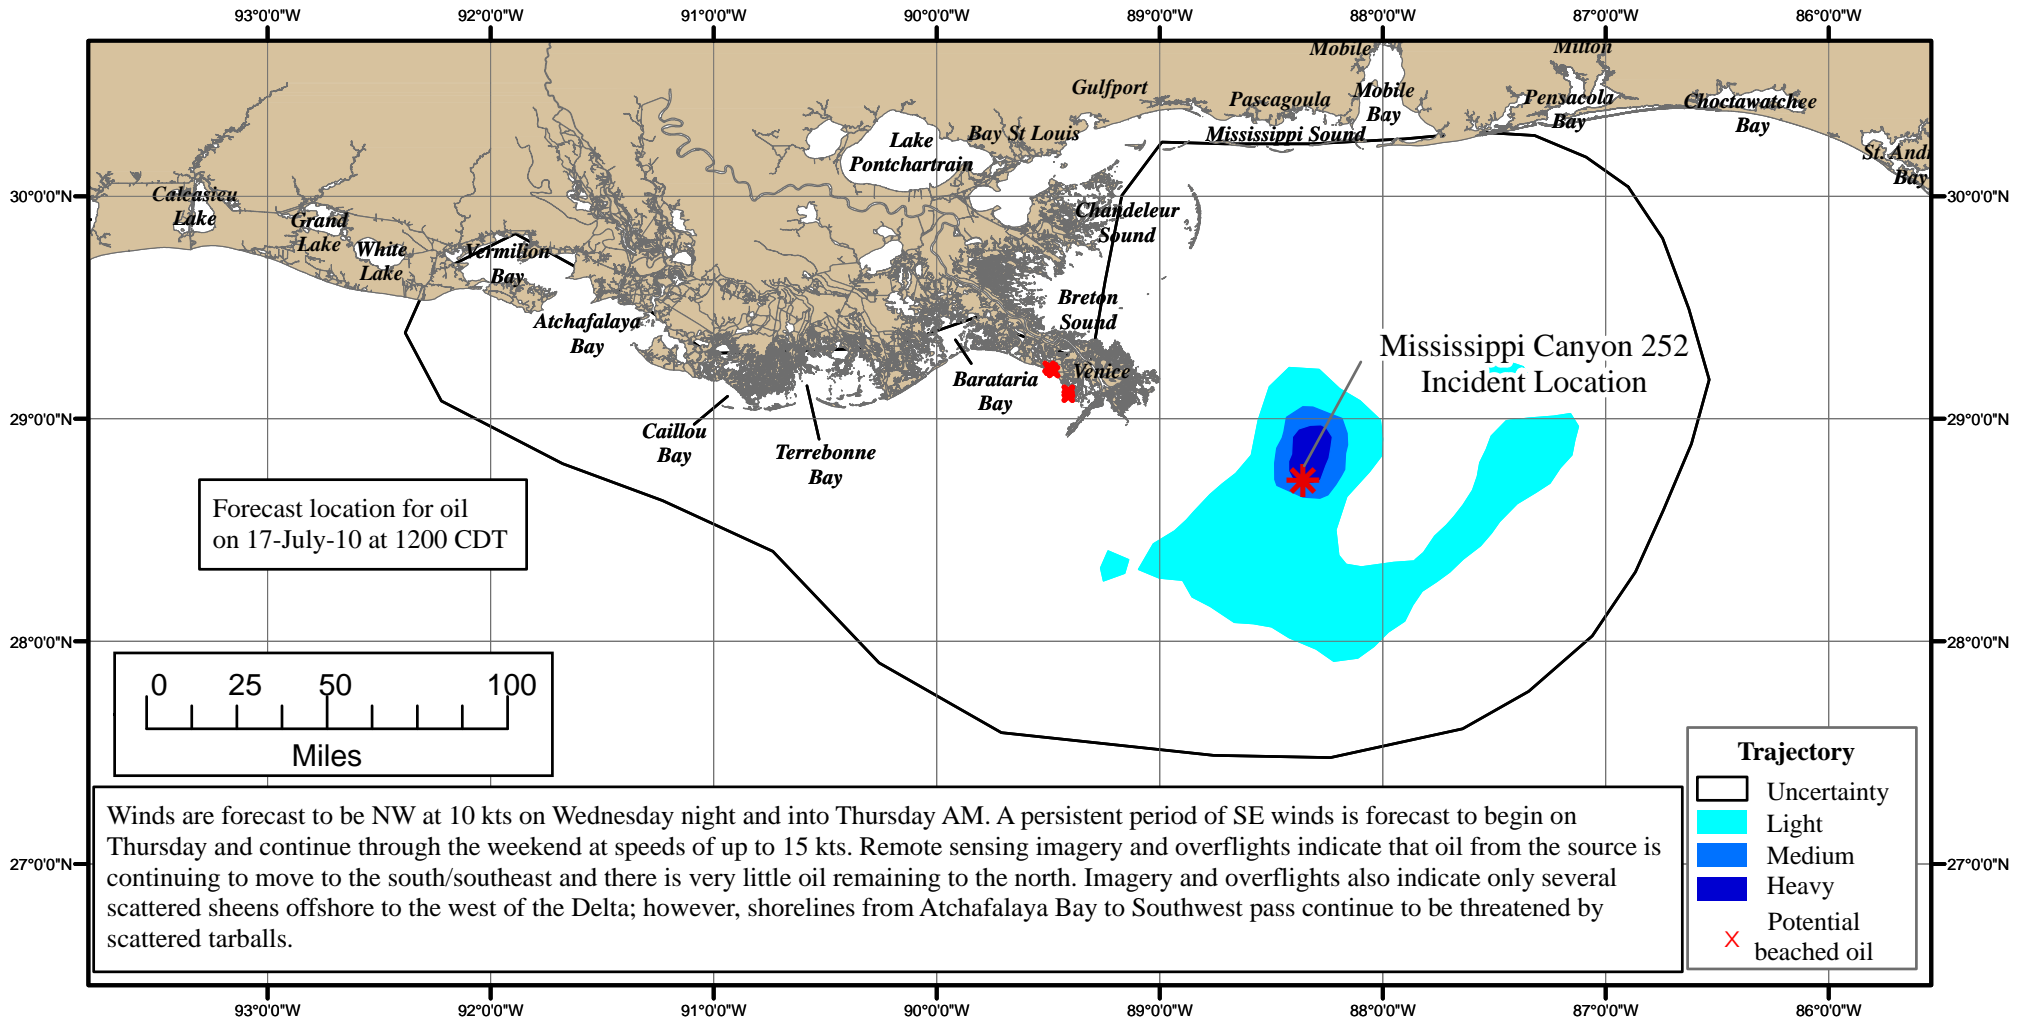 93°0'0"W 92°0'0"W 91°0'0"W 90°0'0"W 89°0'0"W 88°0'0"W 87°0'0"W 86°0'0"W
Mobile
Milton
Gulfport
Pascagoula
Mobile
Bay
Pensacola
Bay
Choctawatchee
Bay
Mississippi Sound
Bay St Louis
Lake
Pontchartrain
St. Andr
Bay
30°0'0"N
30°0'0"N
Calcasieu
Lake
Grand
Lake
White
Lake
Vermilion
Bay
Chandeleur
Sound
Breton
Sound
Atchafalaya
Bay
Mississippi Canyon 252
Incident Location
Venice
Barataria
Bay
29°0'0"N
29°0'0"N
Caillou
Bay
Terrebonne
Bay
Forecast location for oil
on 17-July-10 at 1200 CDT
28°0'0"N
28°0'0"N
0 25 50 100
Miles
Trajectory
Uncertainty
Light
Medium
Heavy
Potential
beached oil
Winds are forecast to be NW at 10 kts on Wednesday night and into Thursday AM. A persistent period of SE winds is forecast to begin on
Thursday and continue through the weekend at speeds of up to 15 kts. Remote sensing imagery and overflights indicate that oil from the source is
continuing to move to the south/southeast and there is very little oil remaining to the north. Imagery and overflights also indicate only several
scattered sheens offshore to the west of the Delta; however, shorelines from Atchafalaya Bay to Southwest pass continue to be threatened by
scattered tarballs.
27°0'0"N
27°0'0"N
93°0'0"W 92°0'0"W 91°0'0"W 90°0'0"W 89°0'0"W 88°0'0"W 87°0'0"W 86°0'0"W